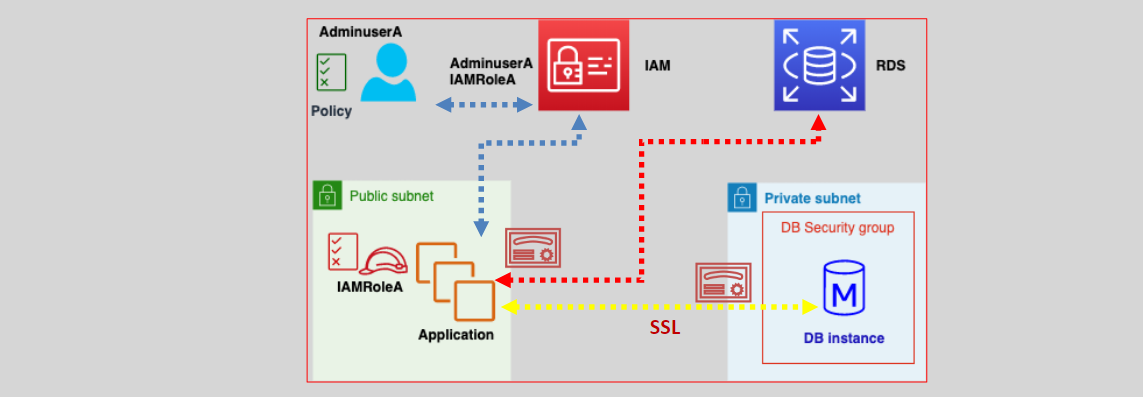 AdminuserA
Policy
AdminuserA
IAMRoleA
IAM
RDS
Public subnet
IAMRoleA
Application
SSL
Private subnet
DB Security group
M
DB instance